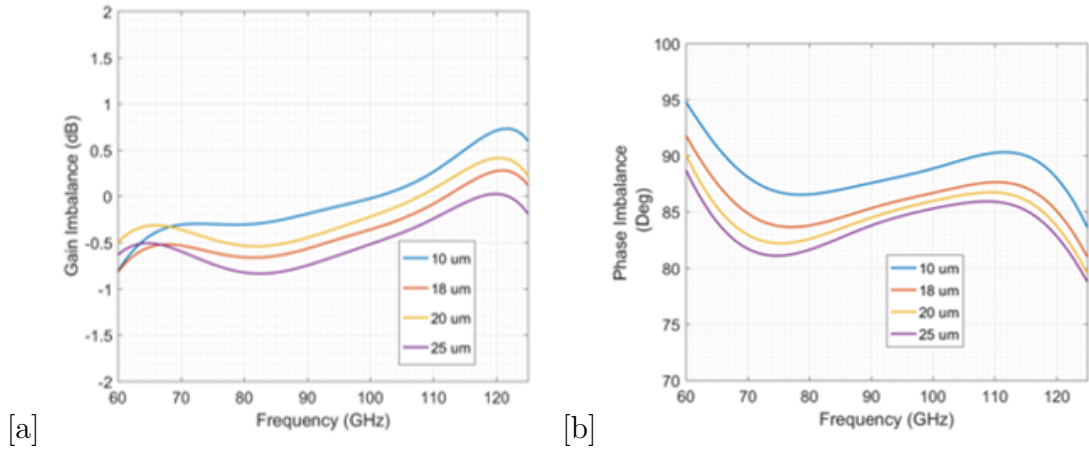 2
1.5
1
0.5
0
-0.5
-1
-1.5
-2
Gain Imbalance (dB)
10 um
18 um
20 um
25 um
60 70 80 90 100 110 120
Frequency (GHz)
[a]
100
95
90
85
80
75
70
Phase Imbalance
(Deg)
10 um
18 um
20 um
25 um
60 70 80 90 100 110 120
Frequency (GHz)
[b]